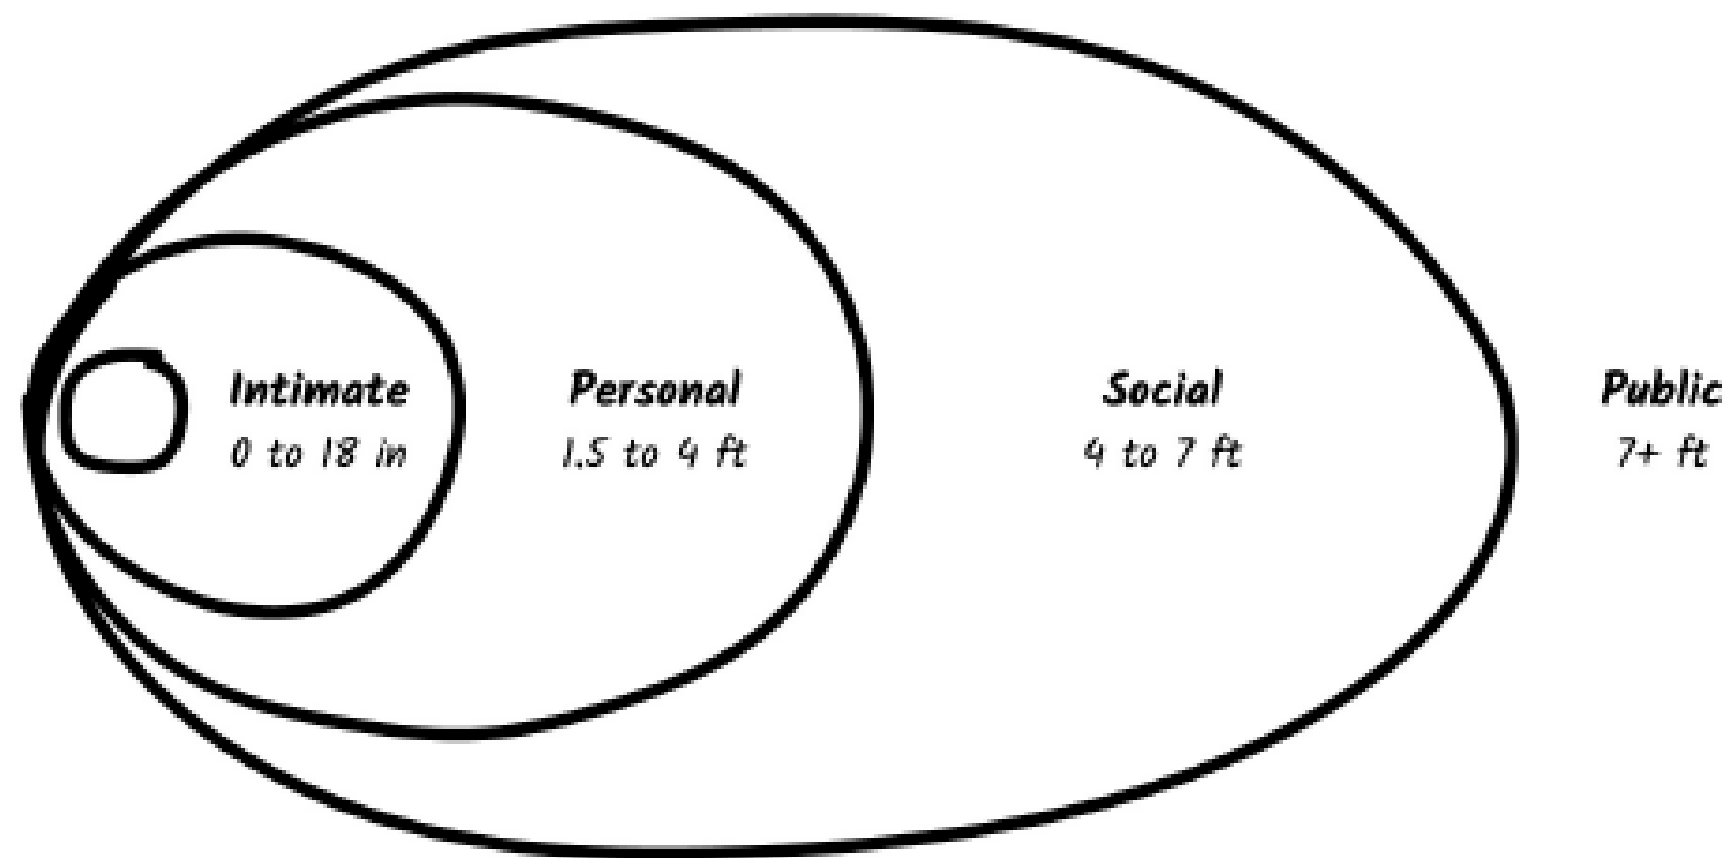 Intimate
0 to 18 in
Personal
1.5 to 4 ft
Social
4 to 7 ft
Public
7+ ft